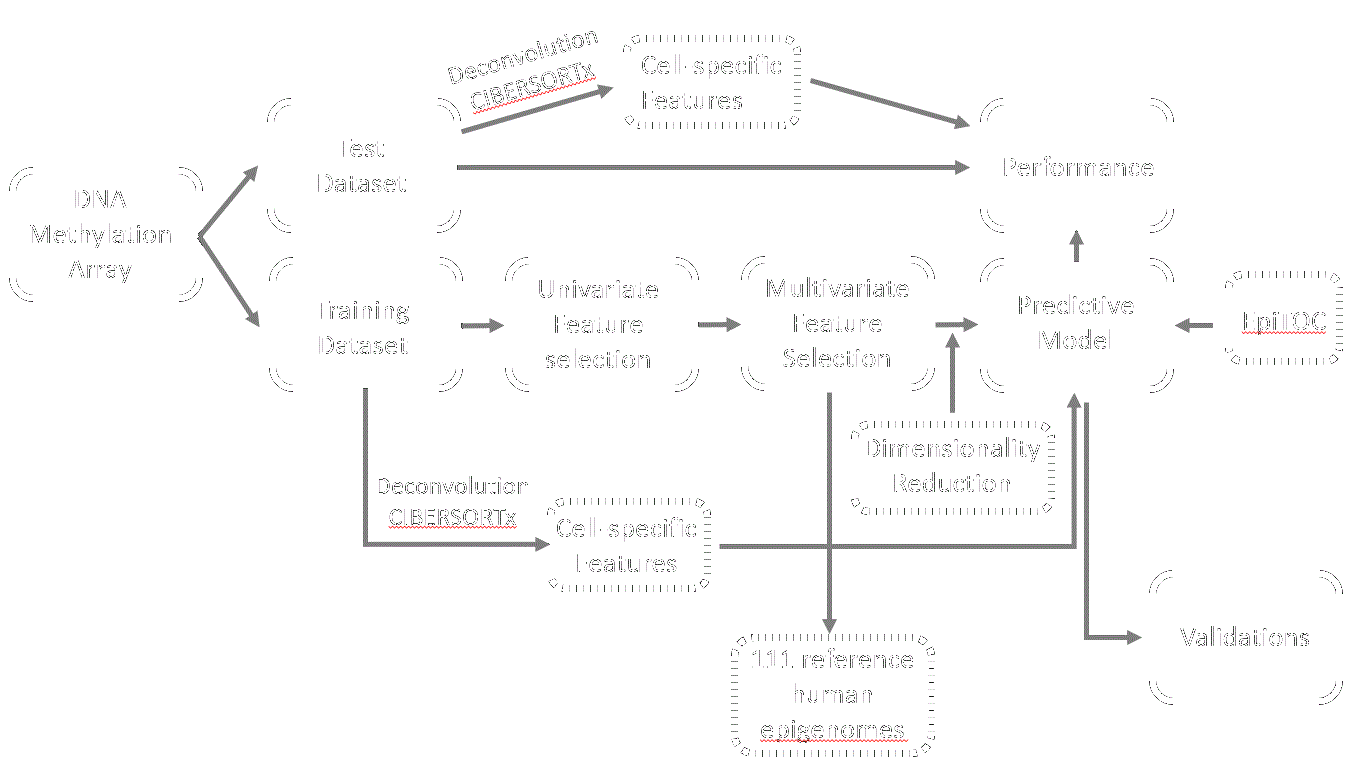 Deconvolution
CIBERSORTx
Cell-specific
Features
Test
Dataset
Performance
DNA
Methylation
Array
Training
Dataset
Univariate
Feature
selection
Multivariate
Feature
Selection
Predictive
Model
EpiTOC
Dimensionality
Reduction
Deconvolution
CIBERSORTx
Cell-specific
Features
Validations
111 reference
human
epigenomes